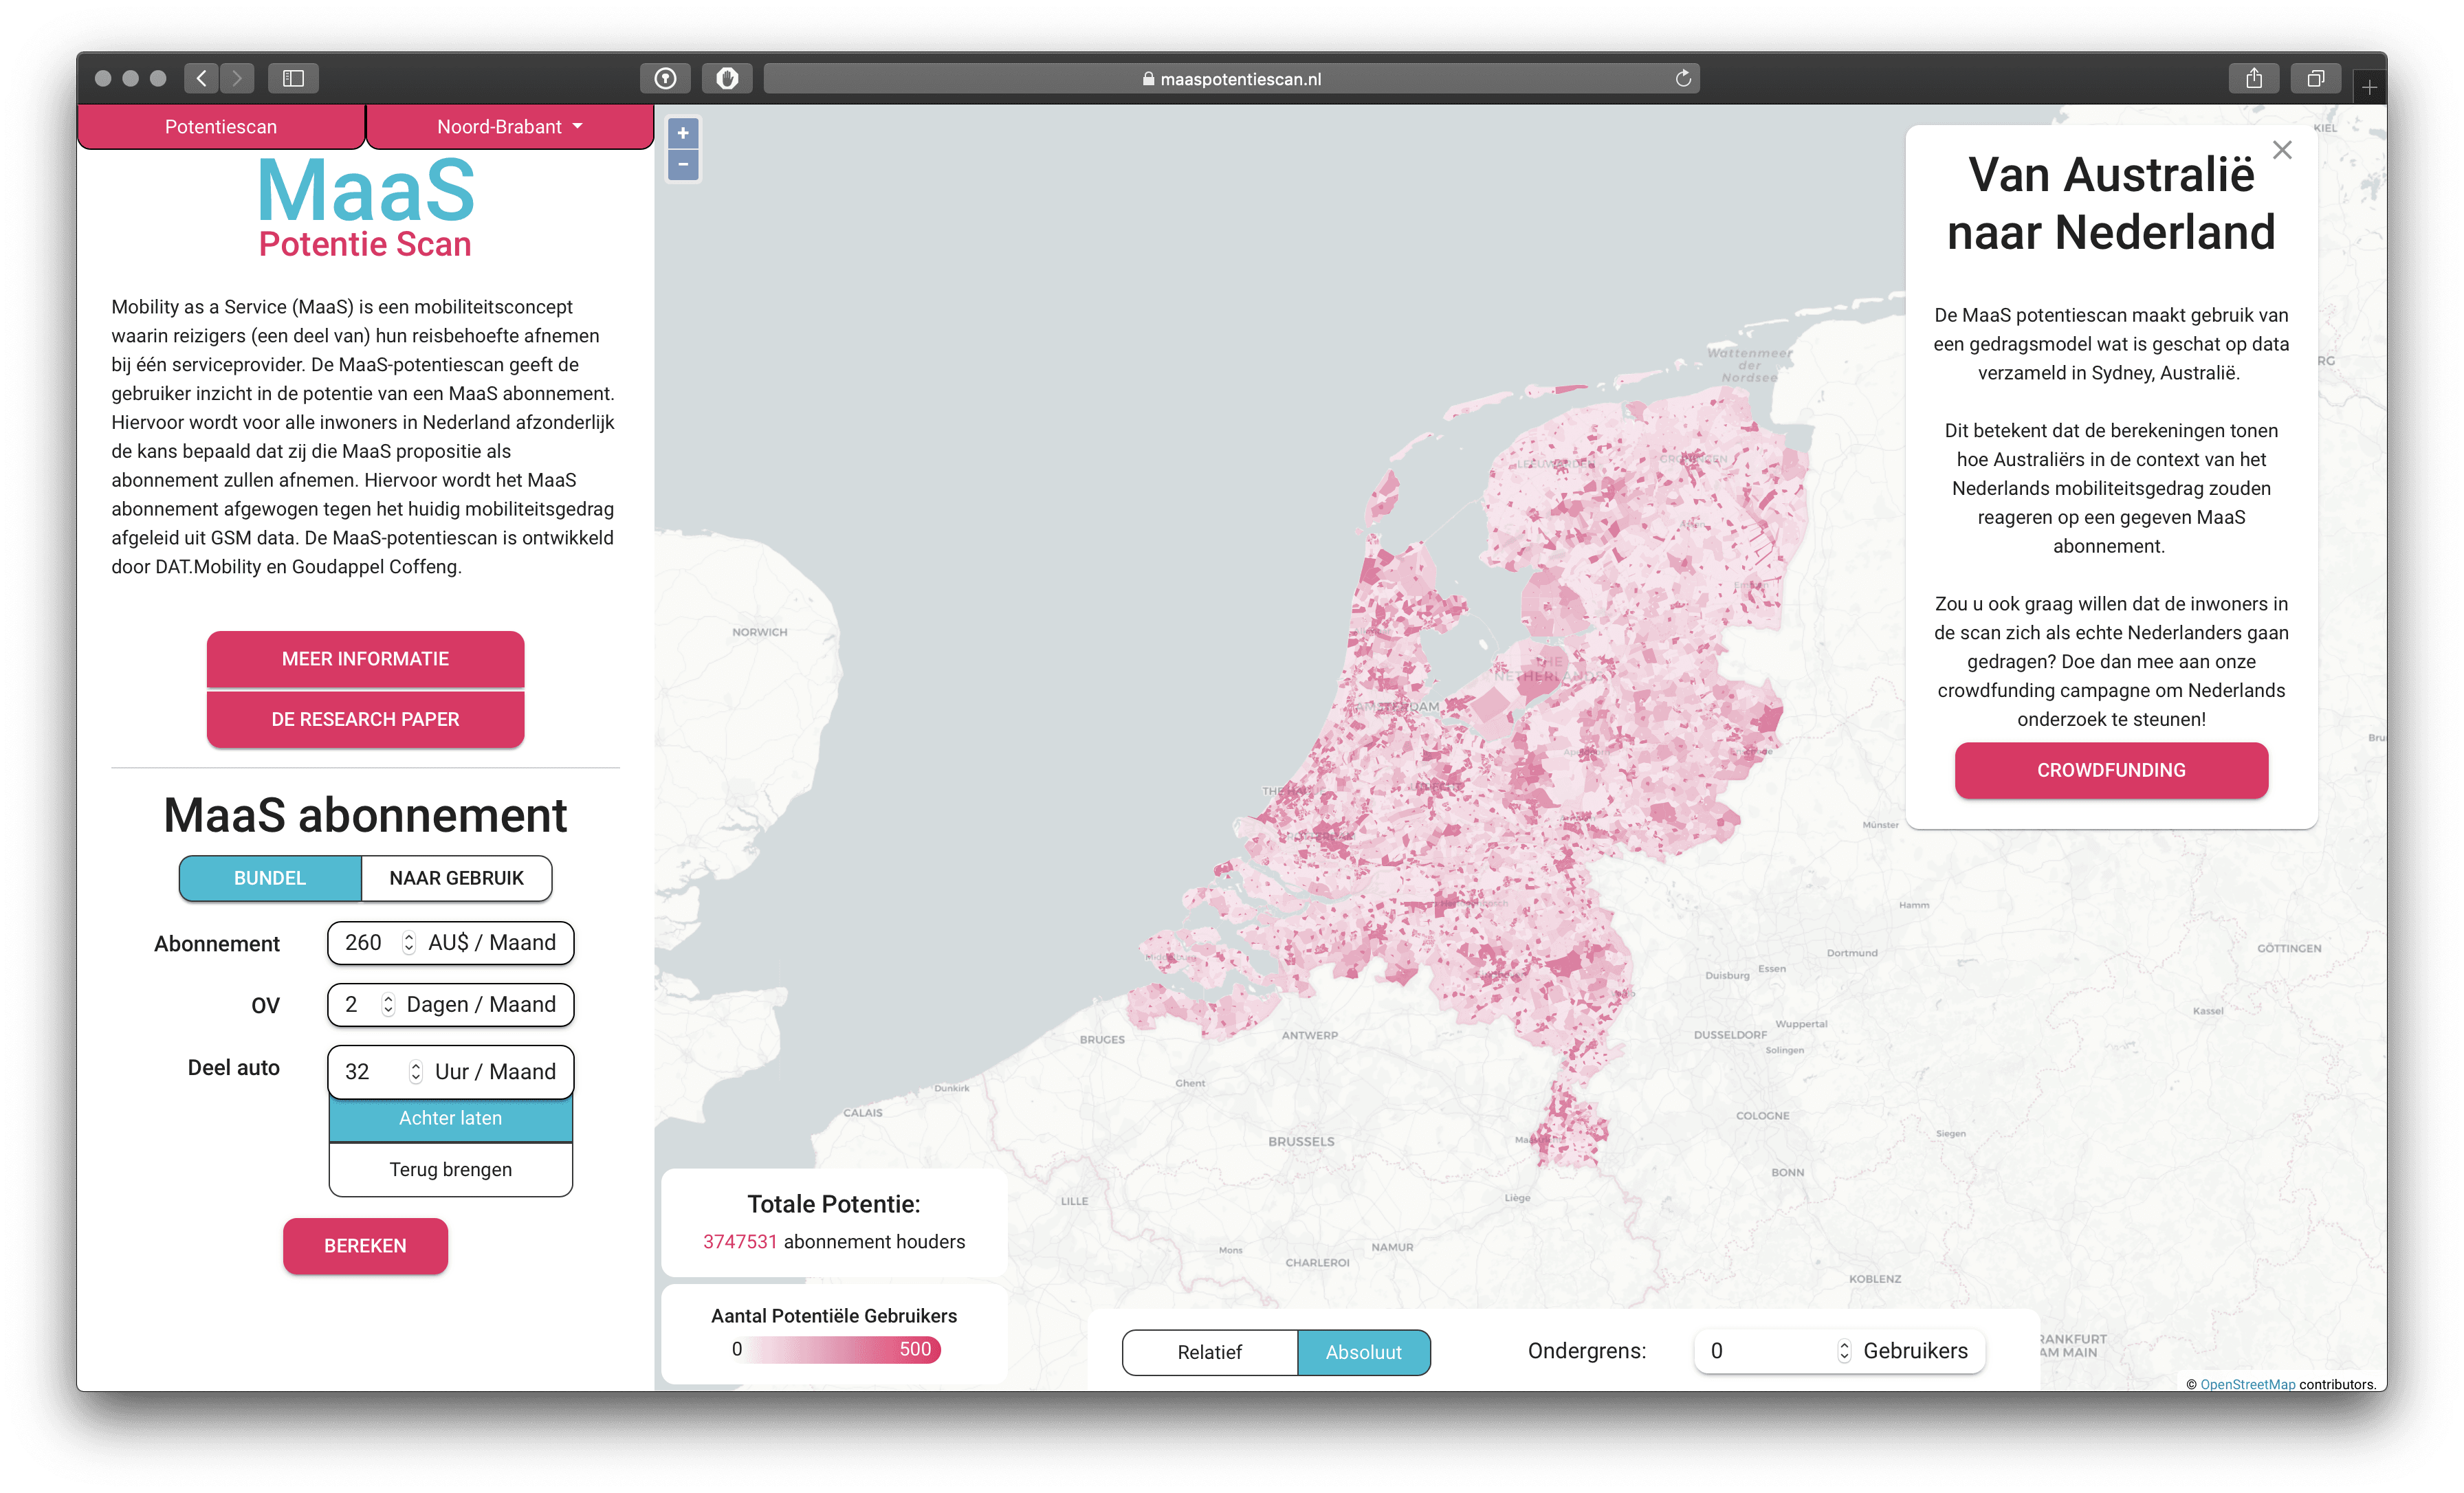 maaspotentiescan.nl
Potentiescan
Noord-Brabant
MaaS
Potentie Scan
Mobility as a Service (MaaS) is een mobiliteitsconcept
waarin reizigers (een deel van) hun reisbehoefte afnemen
bij één serviceprovider. De MaaS-potentiescan geeft de
gebruiker inzicht in de potentie van een MaaS abonnement.
Hiervoor wordt voor alle inwoners in Nederland afzonderlijk
de kans bepaald dat zij die MaaS propositie als
abonnement zullen afnemen. Hiervoor wordt het MaaS
abonnement afgewogen tegen het huidig mobiliteitsgedrag
afgeleid uit GSM data. De MaaS-potentiescan is ontwikkeld
door DAT.Mobility en Goudappel Coffeng.
MEER INFORMATIE
DE RESEARCH PAPER
MaaS abonnement
BUNDEL
NAAR GEBRUIK
Abonnement
260 AU$ / Maand
OV
2 Dagen / Maand
Deel auto
32 Uur / Maand
Achter laten
Terug brengen
BEREKEN
+
−
KIEL
Wattenmeer
der
Nordsee
LEEUWARDEN
GRONINGEN
NORWICH
THE
NETHERLANDS
AMSTERDAM
THE HAGUE
Münster
Hamm
Dortmund
Essen
Duisburg
GÖTTINGEN
Kassel
Wuppertal
DUSSELDORF
Solingen
BRUGES
ANTWERP
Ghent
Dunkirk
CALAIS
BRUSSELS
COLOGNE
Siegen
BONN
Liège
LILLE
Mons
NAMUR
CHARLEROI
KOBLENZ
RANKFURT
AM MAIN
Van Australië
naar Nederland
De MaaS potentiescan maakt gebruik van
een gedragsmodel wat is geschat op data
verzameld in Sydney, Australië.
Dit betekent dat de berekeningen tonen
hoe Australiërs in de context van het
Nederlands mobiliteitsgedrag zouden
reageren op een gegeven MaaS
abonnement.
Zou u ook graag willen dat de inwoners in
de scan zich als echte Nederlanders gaan
gedragen? Doe dan mee aan onze
crowdfunding campagne om Nederlands
onderzoek te steunen!
CROWDFUNDING
Totale Potentie:
3747531 abonnement houders
Aantal Potentiële Gebruikers
0 500
Relatief
Absoluut
Ondergrens:
0 Gebruikers
© OpenStreetMap contributors.